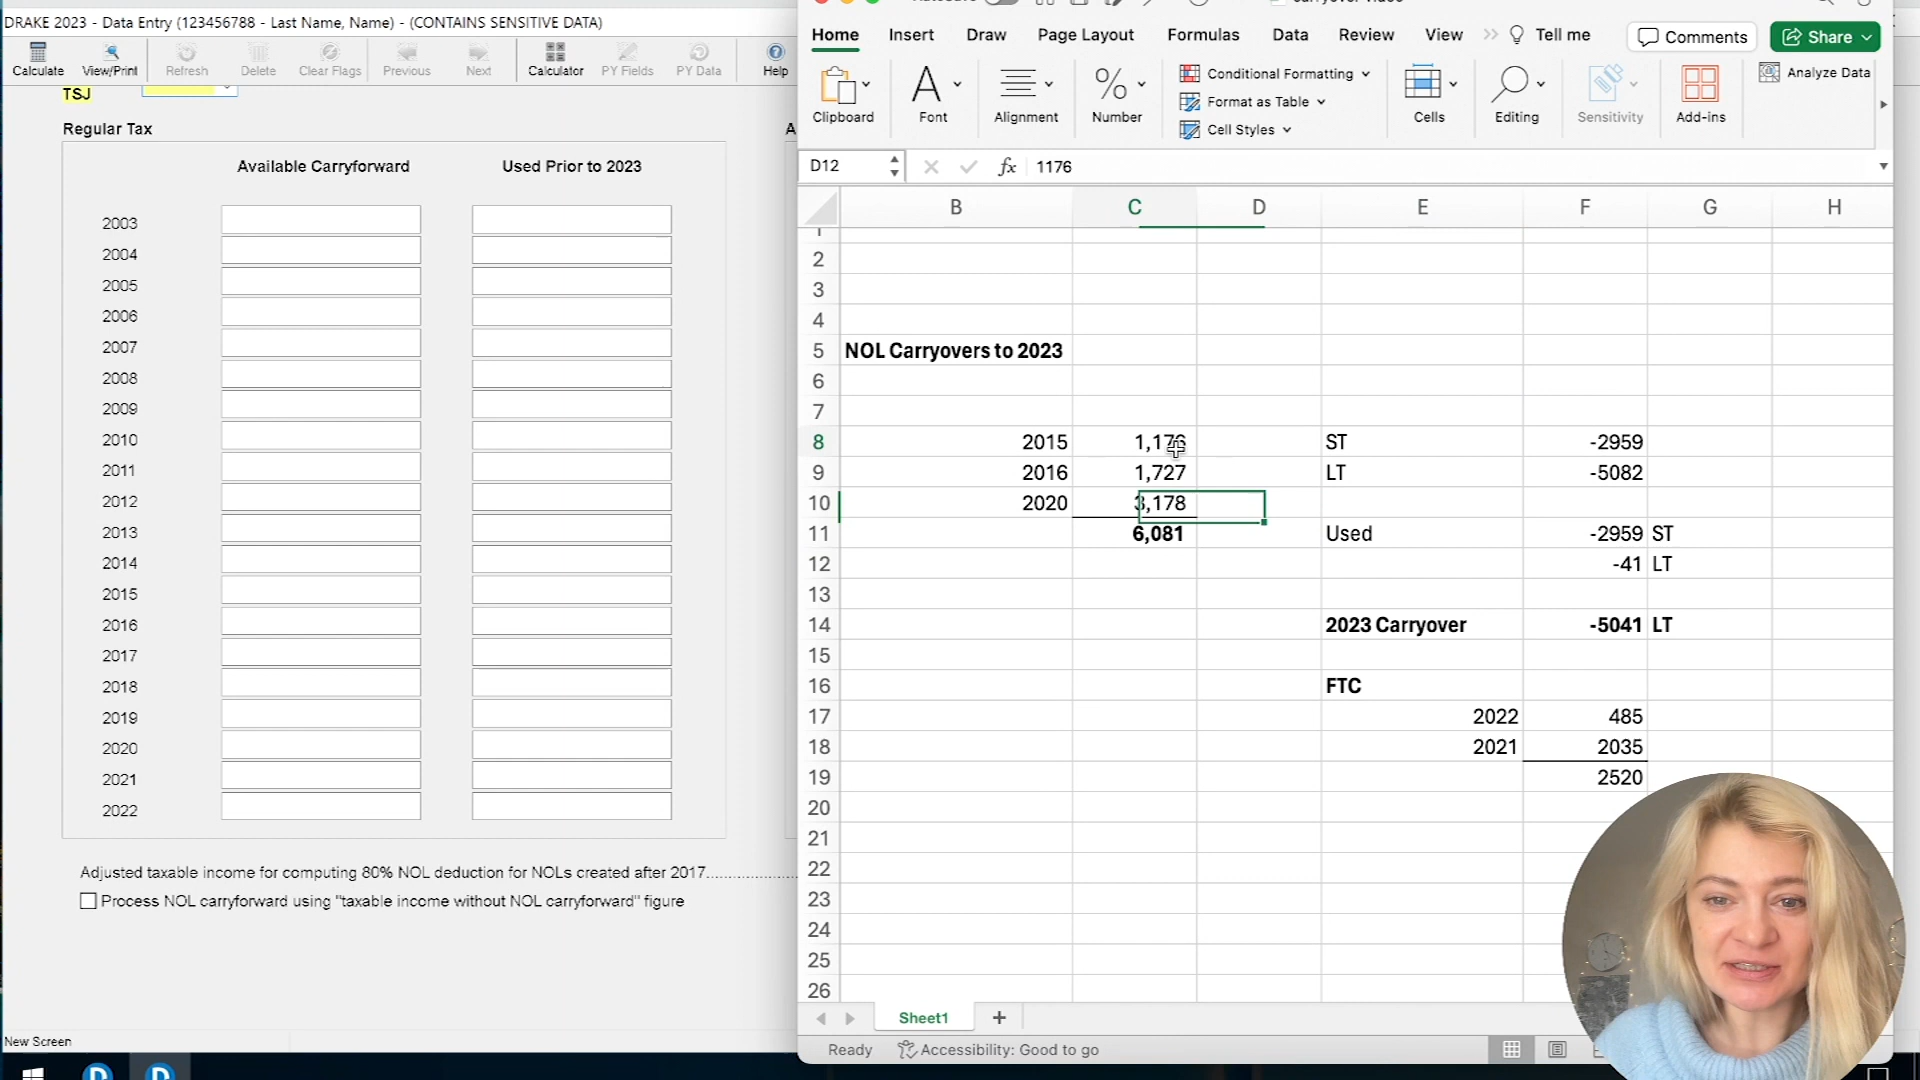 DRAKE 2023 - Data Entry (123456788 - Last Name, Name) - (CONTAINS SENSITIVE DATA)
Calculate View/Print Refresh Delete Clear Flags Previous Next Calculator PY Fields PY Data Help
TSJ
Regular Tax
Available Carryforward Used Prior to 2023
2003
2004
2005
2006
2007
2008
2009
2010
2011
2012
2013
2014
2015
2016
2017
2018
2019
2020
2021
2022
Adjusted taxable income for computing 80% NOL deduction for NOLs created after 2017
Process NOL carryforward using "taxable income without NOL carryforward" figure
New Screen
Home Insert Draw Page Layout Formulas Data Review View >> Tell me Comments Share
Clipboard Font Alignment Number Conditional Formatting Format as Table Cell Styles Cells Editing Sensitivity Add-ins Analyze Data
D12 fx 1176
B C D E F G H
1
2
3
4
5 NOL Carryovers to 2023
6
7
8 2015 1,176 ST -2959
9 2016 1,727 LT -5082
10 2020 3,178
11 6,081 Used -2959 ST
12 -41 LT
13
14 2023 Carryover -5041 LT
15
16 FTC
17 2022 485
18 2021 2035
19 2520
20
21
22
23
24
25
26
Sheet1 +
Ready Accessibility: Good to go